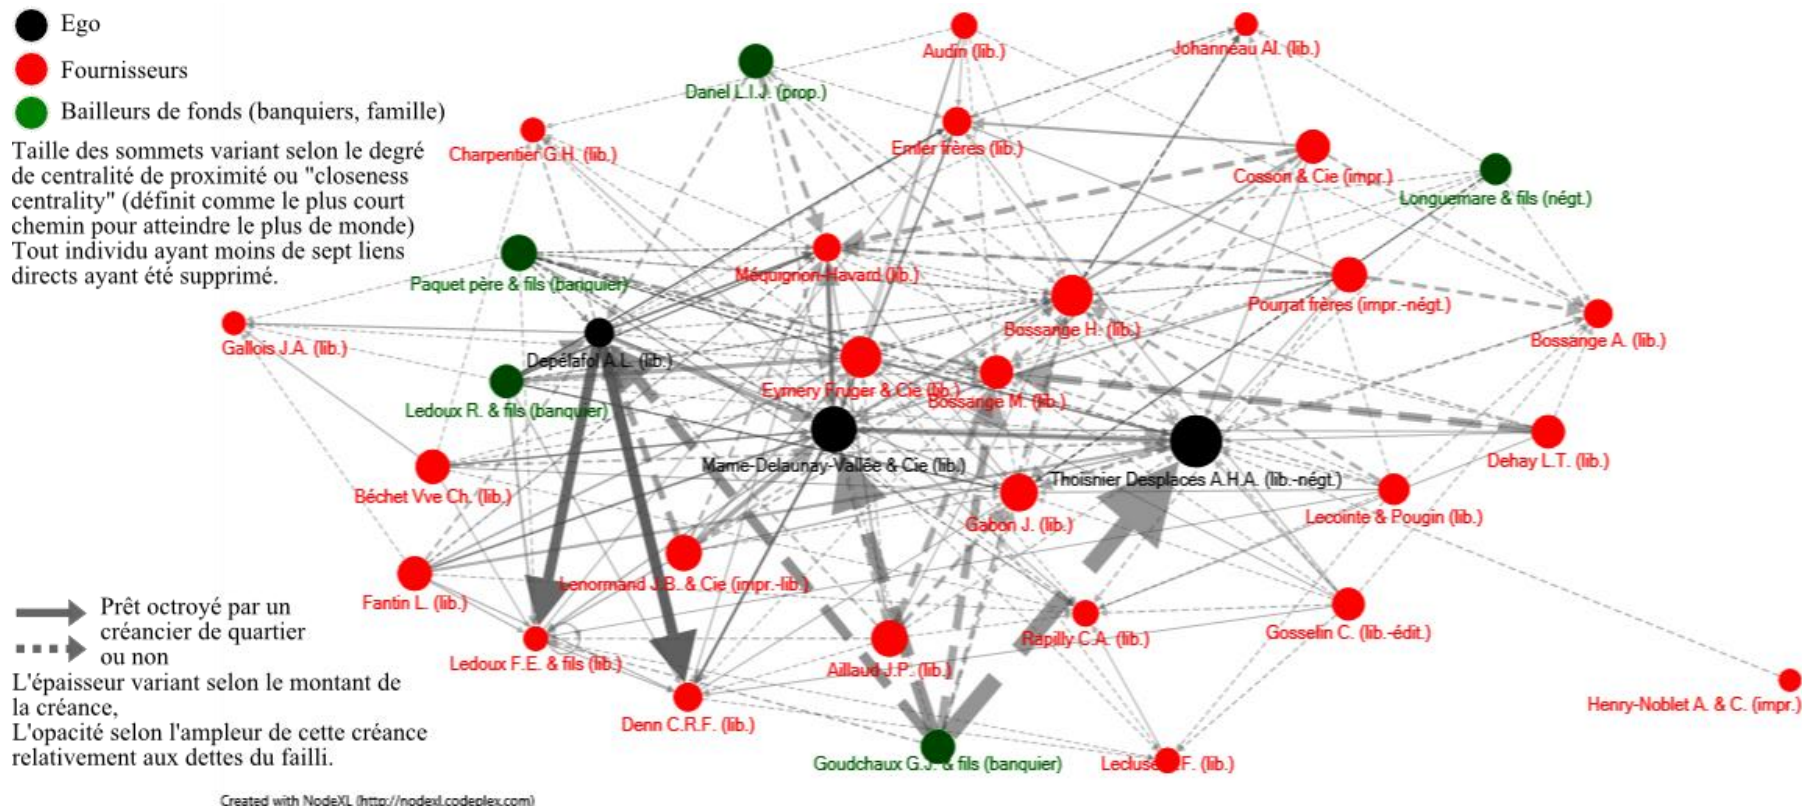 Ego
Fournisseurs
Bailleurs de fonds (banquiers, famille)
Taille des sommets variant selon le degré
de centralité de proximité ou "closeness
centrality" (définit comme le plus court
chemin pour atteindre le plus de monde)
Tout individu ayant moins de sept liens
directs ayant été supprimé.
Audin (lib.)
Johanneau Al. (lib.)
Danel L.I.J. (prop.)
Charpentier G.H. (lib.)
Emler frères (lib.)
Cosson & Cie (impr.)
Longuemare & fils (négt.)
Paquet père & fils (banquier)
Méquignon-Havard (lib.)
Bossange H. (lib.)
Pourrat frères (impr.-négt.)
Bossange A. (lib.)
Gallois J.A. (lib.)
Depélafol A.L. (lib.)
Ledoux R. & fils (banquier)
Eymery Fruger & Cie (lib.)
Bossange M. (lib.)
Dehay L.T. (lib.)
Mame-Delaunay-Vallée & Cie (lib.)
Thoisnier Desplaces A.H.A. (lib.-négt.)
Béchet Vve Ch. (lib.)
Gabon J. (lib.)
Lecointe & Pougin (lib.)
Lenormand J.B. & Cie (impr.-lib.)
Fantin L. (lib.)
Prêt octroyé par un
créancier de quartier
ou non
Ledoux F.E. & fils (lib.)
Aillaud J.P. (lib.)
Rapilly C.A. (lib.)
Gosselin C. (lib.-édit.)
L'épaisseur variant selon le montant de
la créance,
L'opacité selon l'ampleur de cette créance
relativement aux dettes du failli.
Denn C.R.F. (lib.)
Henry-Noblet A. & C. (impr.)
Goudchaux G.J. & fils (banquier)
F. (lib.)
Created with NodeXL (http://nodexl.codeplex.com)